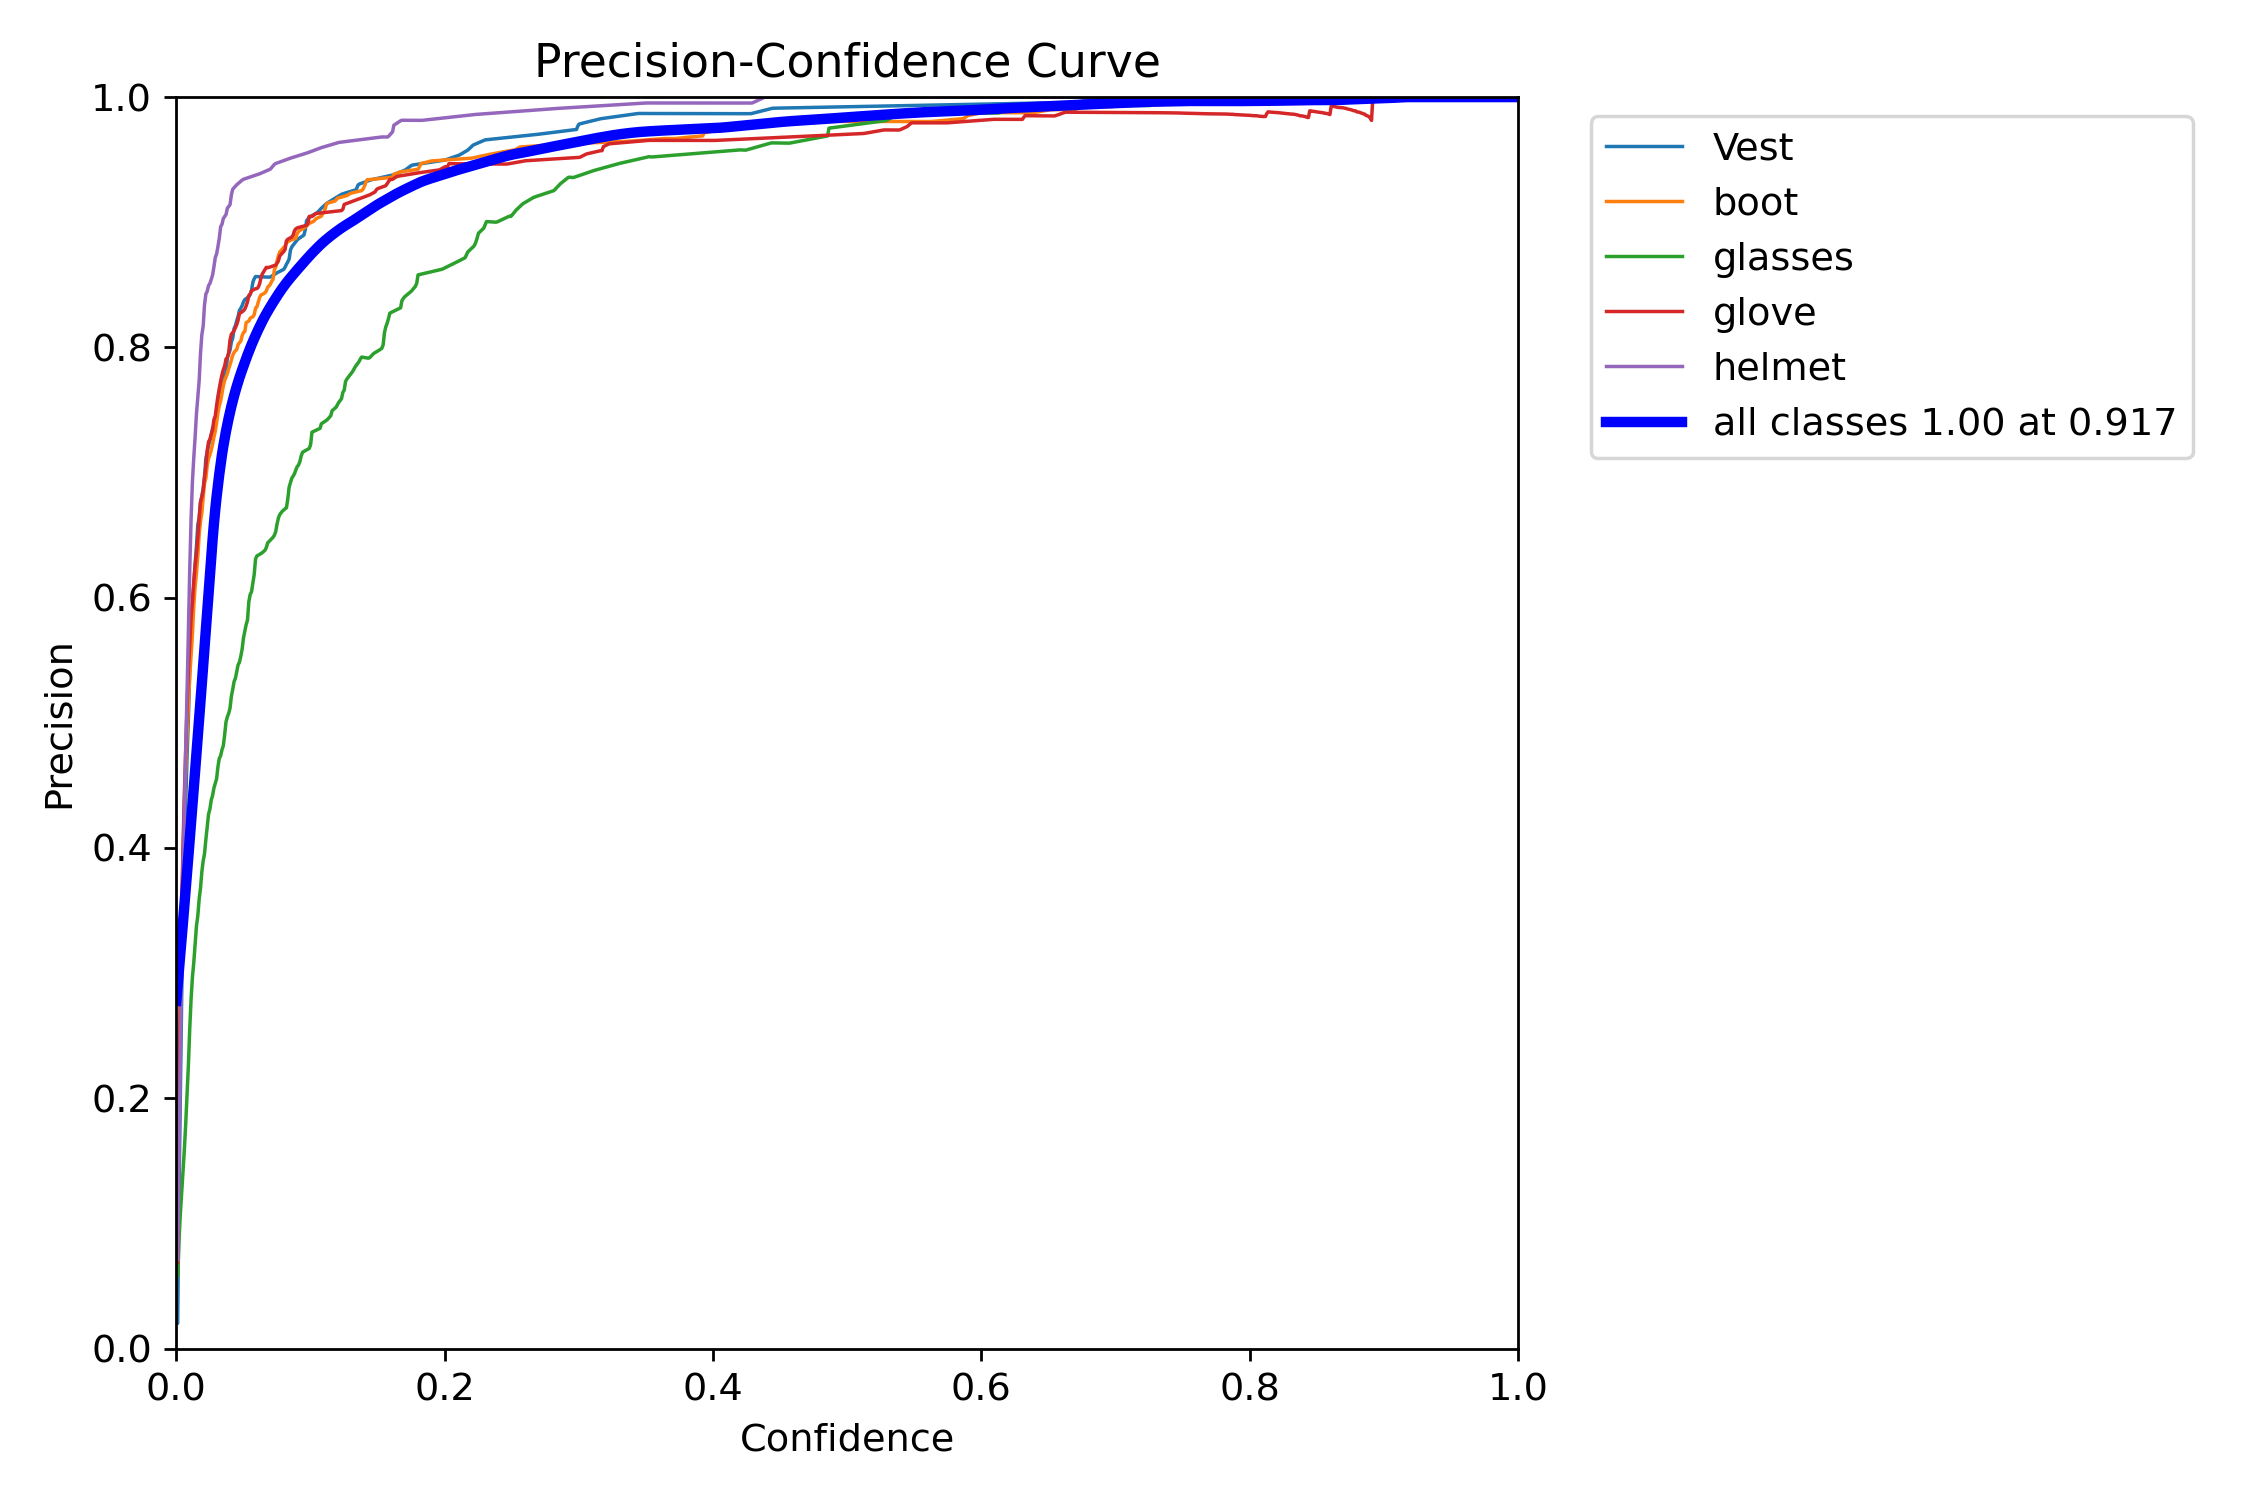 Precision-Confidence Curve
1.0
0.8
0.6
0.4
0.2
0.0
Precision
0.0 0.2 0.4 0.6 0.8 1.0
Confidence
Vest
boot
glasses
glove
helmet
all classes 1.00 at 0.917